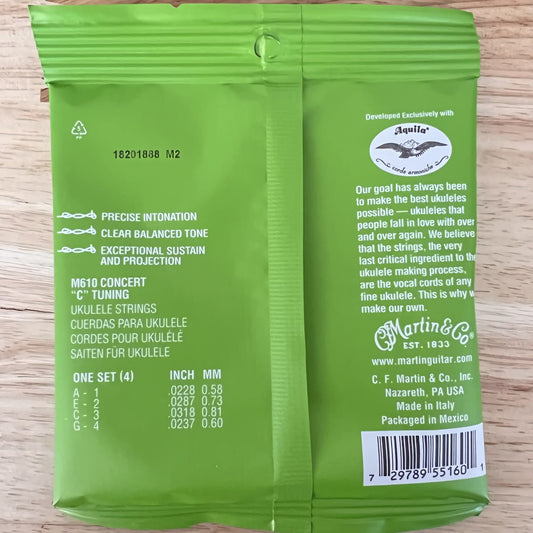 5
PP
18201888 M2
PRECISE INTONATION
CLEAR BALANCED TONE
EXCEPTIONAL SUSTAIN
AND PROJECTION
M610 CONCERT
"C" TUNING
UKULELE STRINGS
CUERDAS PARA UKULELE
CORDES POUR UKULÉLÉ
SAITEN FÜR UKULELE
ONE SET (4) INCH MM
A - 1 .0228 0.58
E - 2 .0287 0.73
C - 3 .0318 0.81
G - 4 .0237 0.60
Developed Exclusively with
Aquila®
corde armoniche
Our goal has always been
to make the best ukuleles
possible — ukuleles that
people fall in love with over
and over again. We believe
that the strings, the very
last critical ingredient to the
ukulele making process,
are the vocal cords of any
fine ukulele. This is why w
make our own.
CF Martin & Co.
EST. 1833
www.martinguitar.com
C. F. Martin & Co., Inc.
Nazareth, PA USA
Made in Italy
Packaged in Mexico
7 29789 55160 1